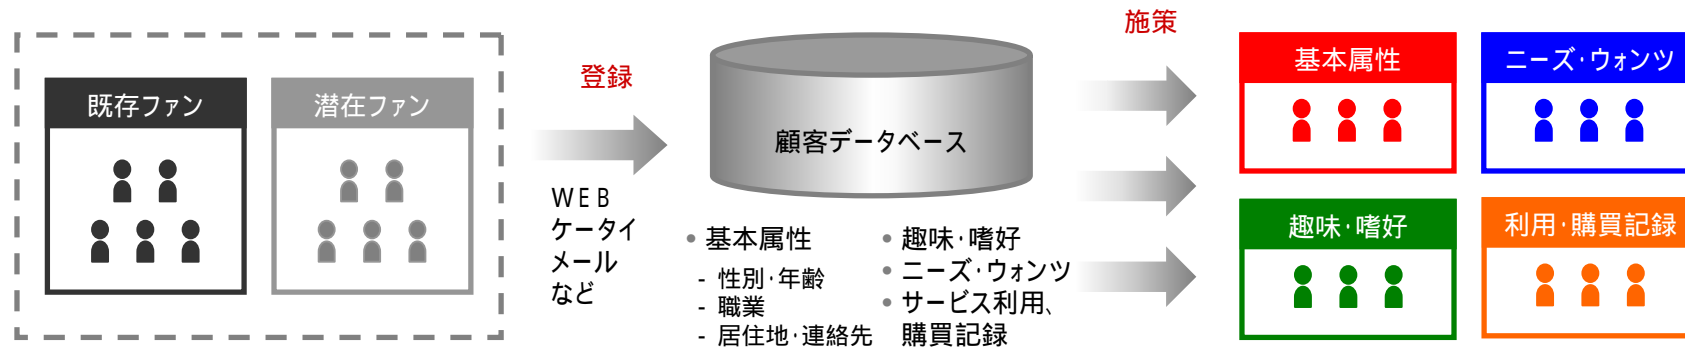 既存ファン
潜在ファン
登録
WEB
ケータイ
メール
など
顧客データベース
• 基本属性
- 性別・年齢
- 職業
- 居住地・連絡先
• 趣味・嗜好
• ニーズ・ウォンツ
• サービス利用、
購買記録
施策
基本属性
ニーズ・ウォンツ
趣味・嗜好
利用・購買記録